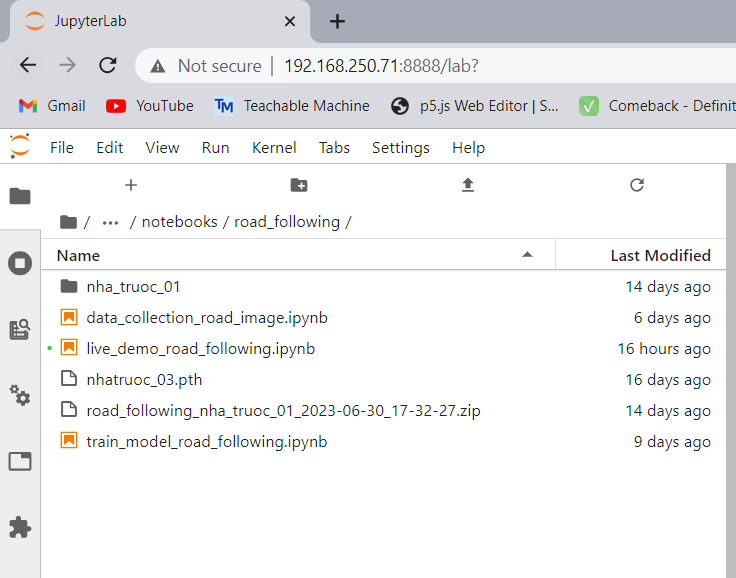 JupyterLab
Not secure | 192.168.250.71:8888/lab?
Gmail YouTube TM Teachable Machine p5.js Web Editor | S... Comeback - Definit
File Edit View Run Kernel Tabs Settings Help
/ ... / notebooks / road_following /
Name Last Modified
nha_truoc_01 14 days ago
data_collection_road_image.ipynb 6 days ago
live_demo_road_following.ipynb 16 hours ago
nhatruoc_03.pth 16 days ago
road_following_nha_truoc_01_2023-06-30_17-32-27.zip 14 days ago
train_model_road_following.ipynb 9 days ago